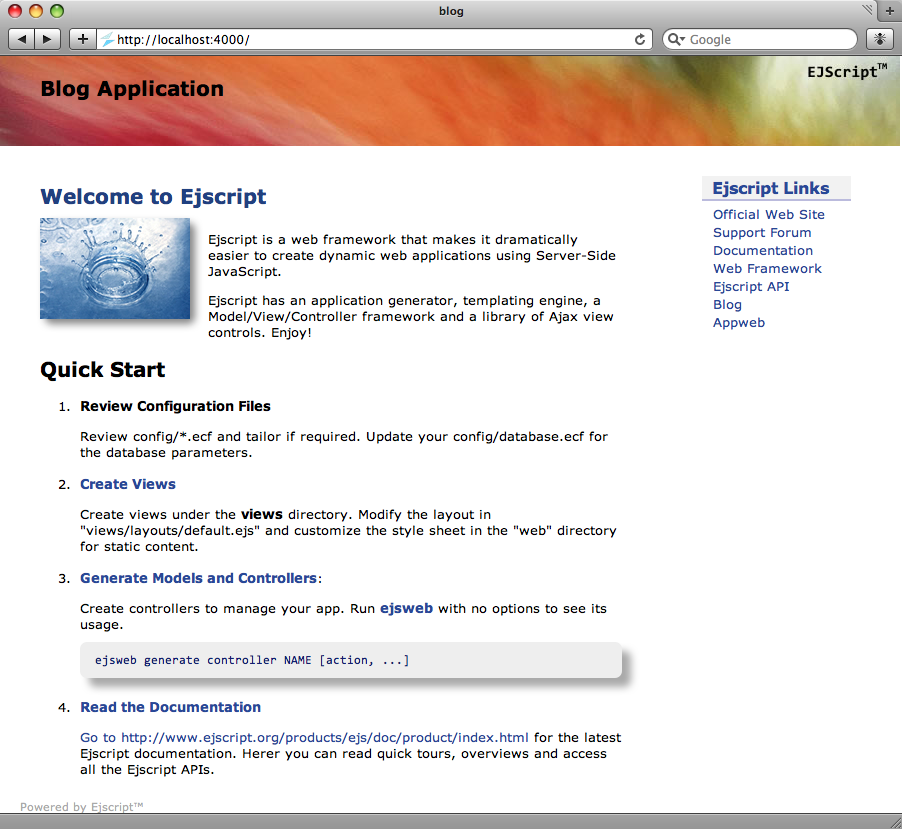 blog
http://localhost:4000/
Google
Blog Application
EJScript™
Welcome to Ejscript
Ejscript is a web framework that makes it dramatically
easier to create dynamic web applications using Server-Side
JavaScript.
Ejscript has an application generator, templating engine, a
Model/View/Controller framework and a library of Ajax view
controls. Enjoy!
Ejscript Links
Official Web Site
Support Forum
Documentation
Web Framework
Ejscript API
Blog
Appweb
Quick Start
1. Review Configuration Files
Review config/*.ecf and tailor if required. Update your config/database.ecf for
the database parameters.
2. Create Views
Create views under the views directory. Modify the layout in
"views/layouts/default.ejs" and customize the style sheet in the "web" directory
for static content.
3. Generate Models and Controllers:
Create controllers to manage your app. Run ejsweb with no options to see its
usage.
ejsweb generate controller NAME [action, ...]
4. Read the Documentation
Go to http://www.ejscript.org/products/ejs/doc/product/index.html for the latest
Ejscript documentation. Herer you can read quick tours, overviews and access
all the Ejscript APIs.
Powered by Ejscript™